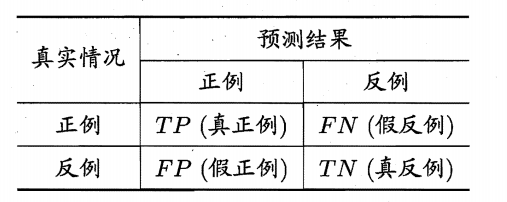 真实情况
预测结果
正例 反例
正例 TP (真正例) FN (假反例)
反例 FP (假正例) TN (真反例)